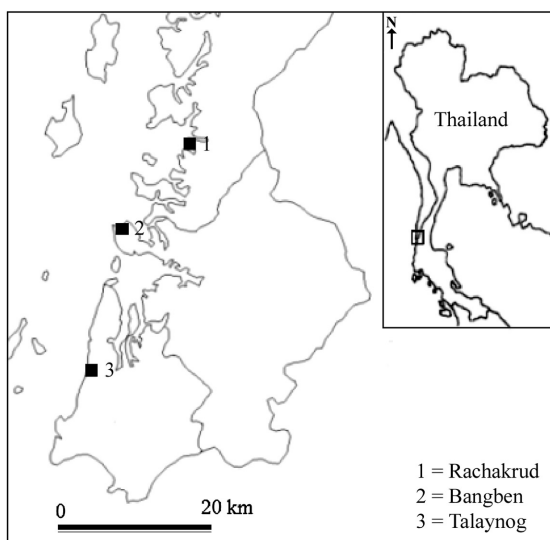 N
Thailand
1
2
3
1 = Rachakrud
2 = Bangben
3 = Talaynog
0 20 km